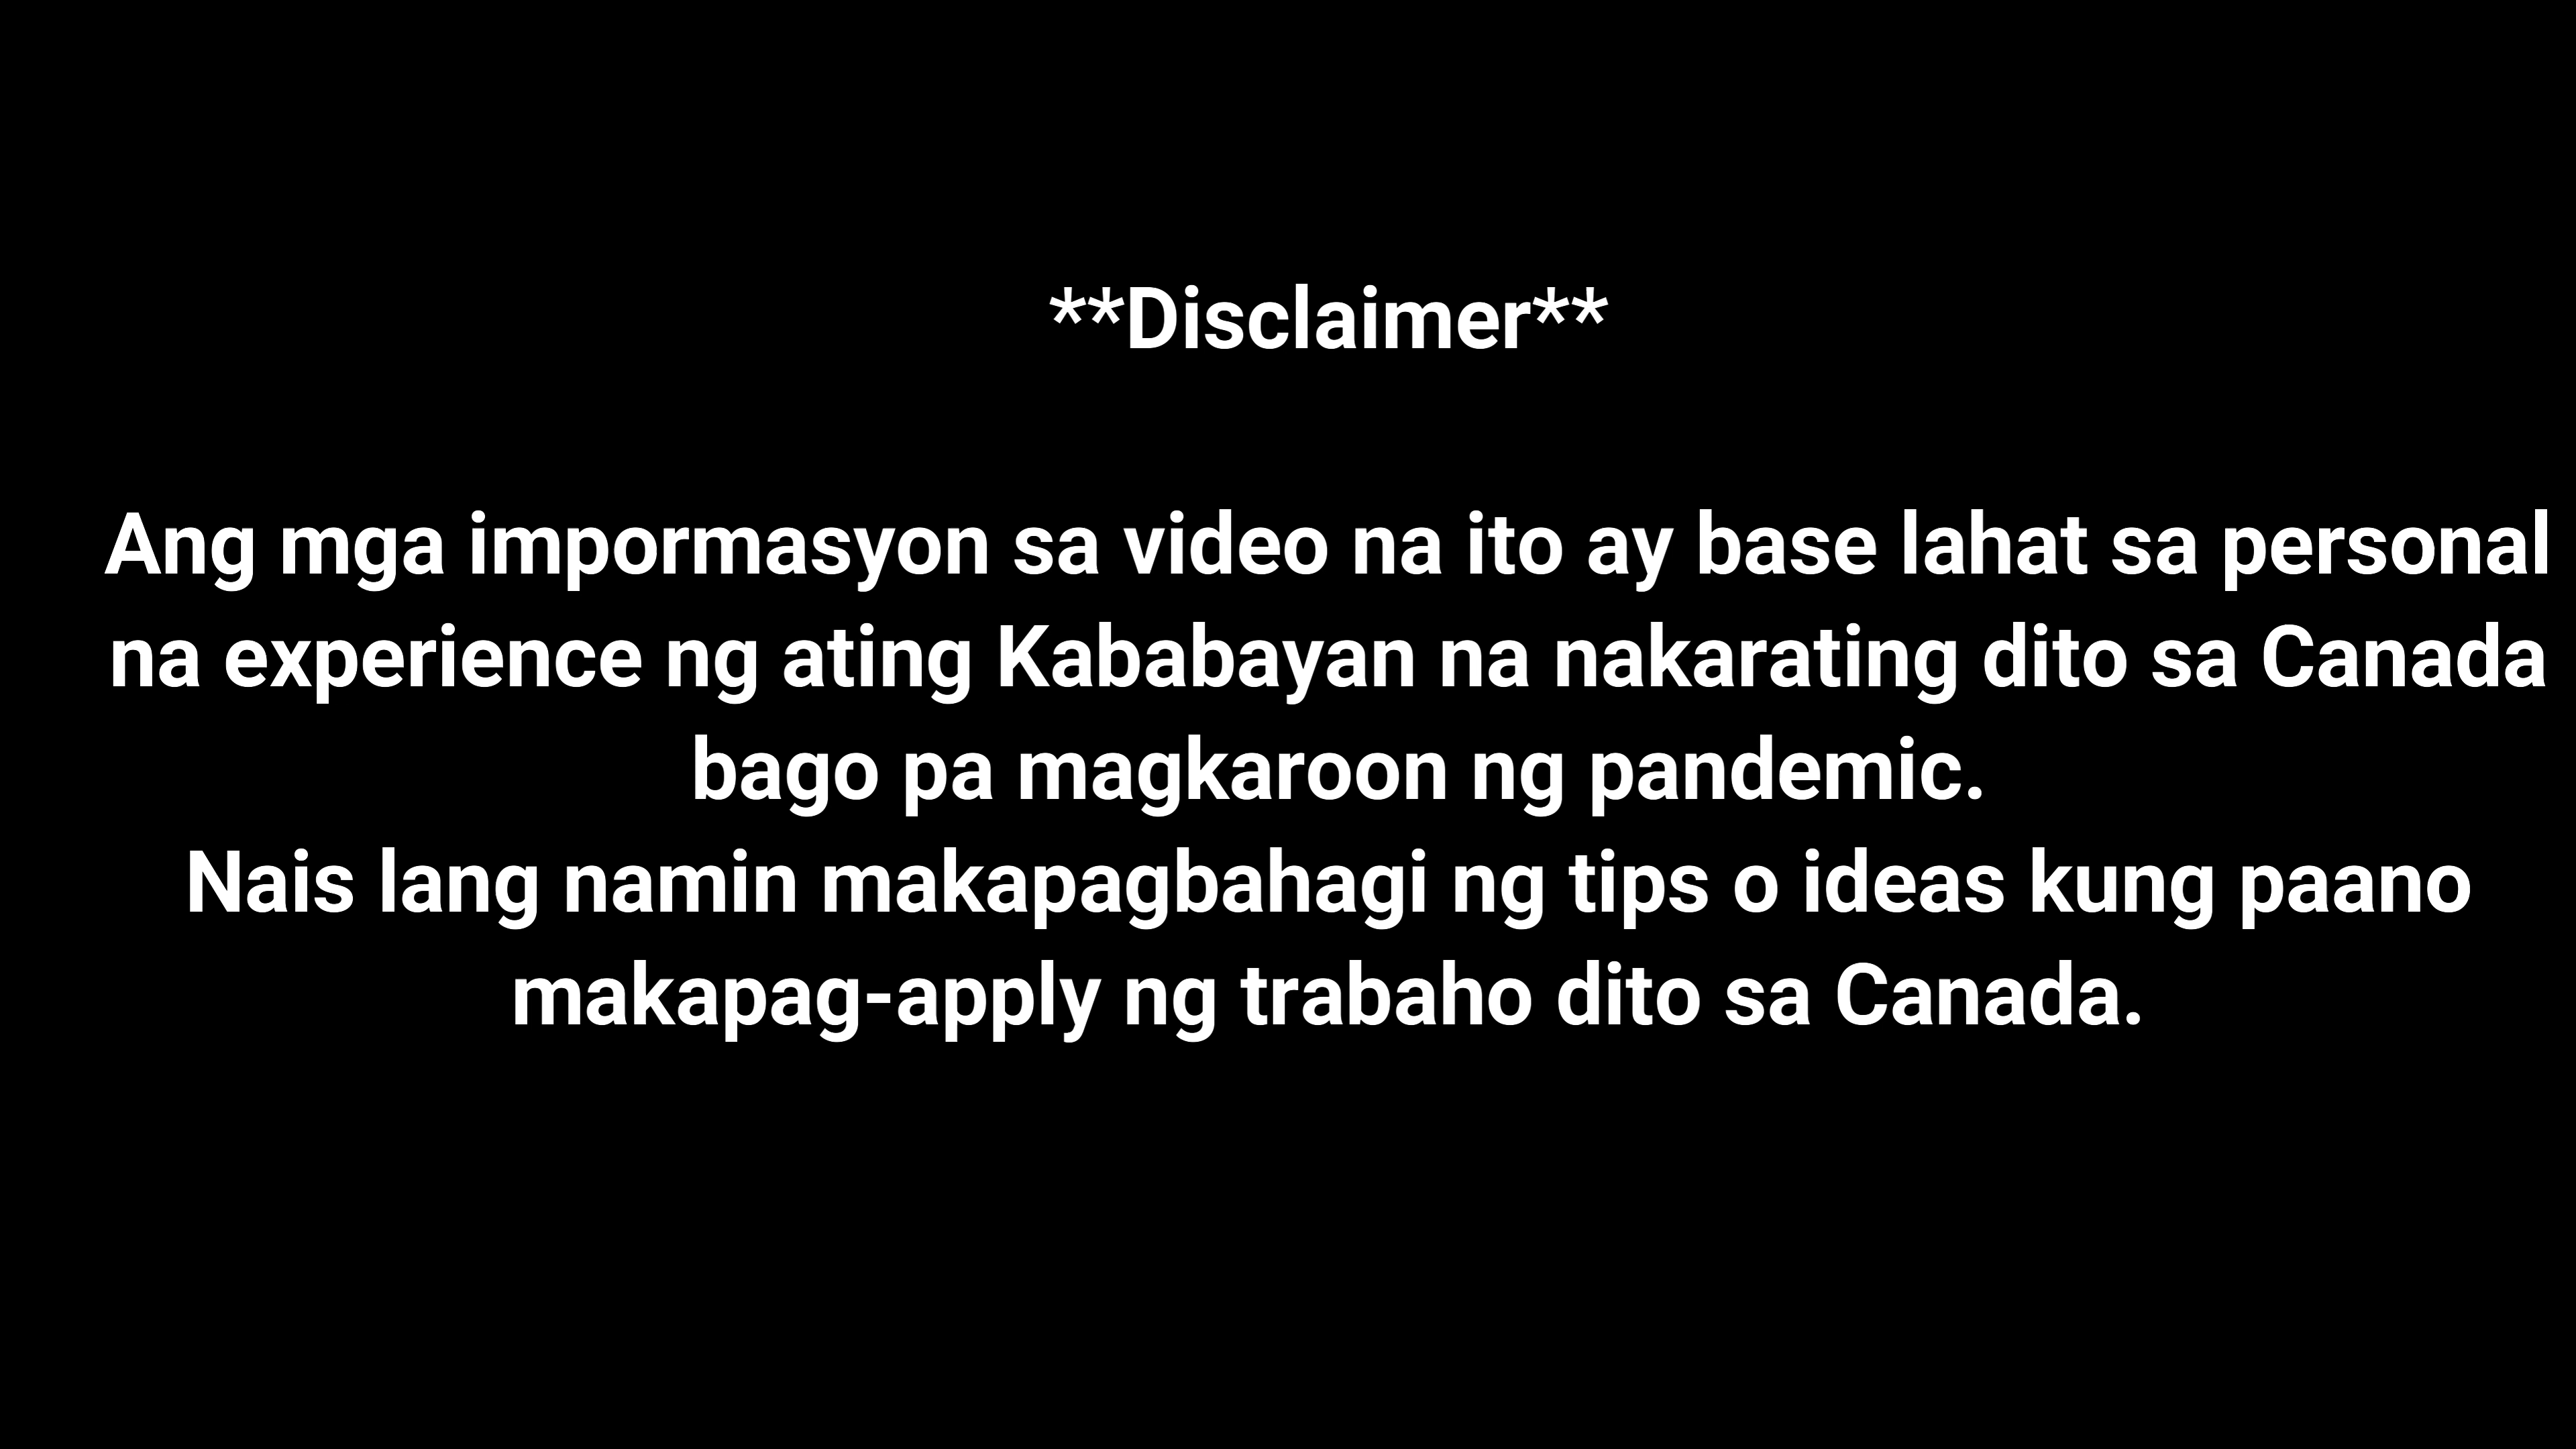 **Disclaimer**
Ang mga impormasyon sa video na ito ay base lahat sa personal
na experience ng ating Kababayan na nakarating dito sa Canada
bago pa magkaroon ng pandemic.
Nais lang namin makapagbahagi ng tips o ideas kung paano
makapag-apply ng trabaho dito sa Canada.